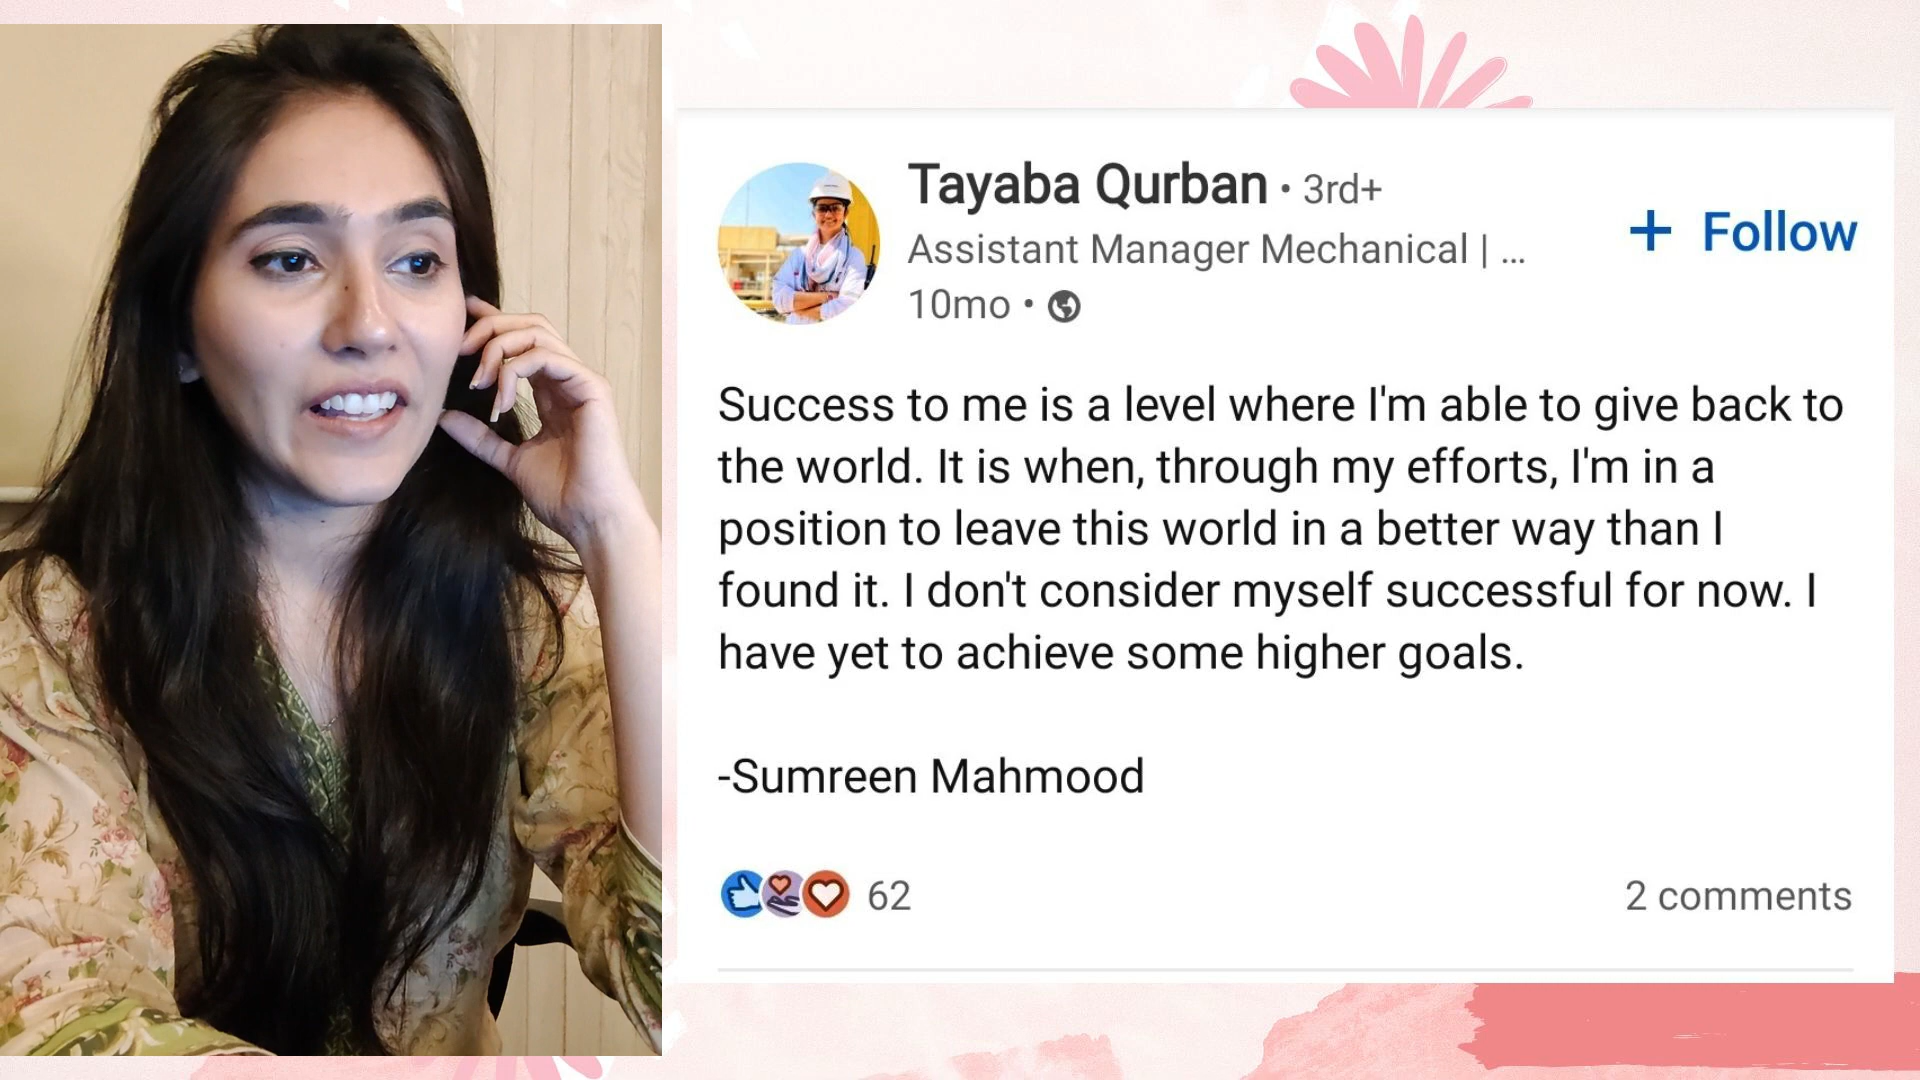 Tayaba Qurban • 3rd+
Assistant Manager Mechanical | ...
10mo •
+ Follow
Success to me is a level where I'm able to give back to
the world. It is when, through my efforts, I'm in a
position to leave this world in a better way than I
found it. I don't consider myself successful for now. I
have yet to achieve some higher goals.
-Sumreen Mahmood
62
2 comments